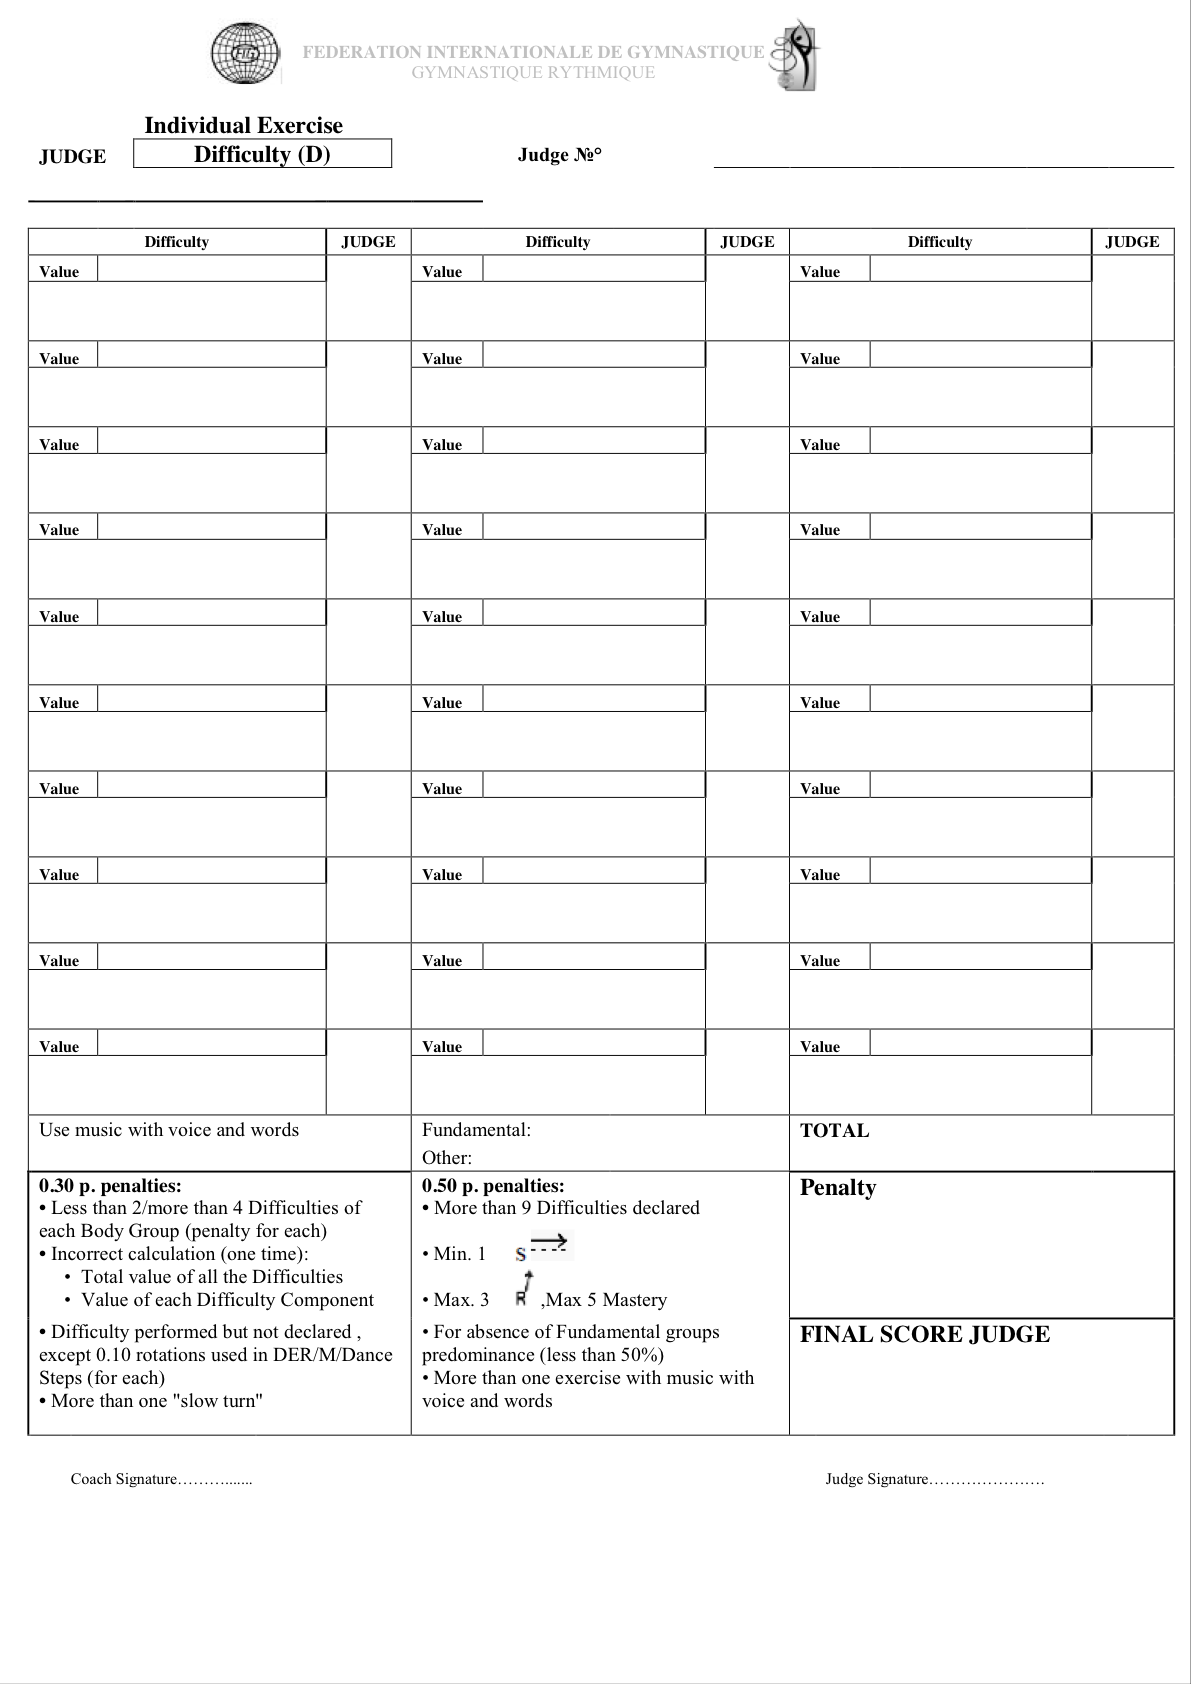 FIG
FEDERATION INTERNATIONALE DE GYMNASTIQUE
GYMNASTIQUE RYTHMIQUE
Individual Exercise
JUDGE Difficulty (D) Judge №°
Difficulty JUDGE Difficulty JUDGE Difficulty JUDGE
Value Value Value
Value Value Value
Value Value Value
Value Value Value
Value Value Value
Value Value Value
Value Value Value
Value Value Value
Value Value Value
Value Value Value
Use music with voice and words
Fundamental:
Other:
TOTAL
0.30 p. penalties:
• Less than 2/more than 4 Difficulties of
each Body Group (penalty for each)
• Incorrect calculation (one time):
• Total value of all the Difficulties
• Value of each Difficulty Component
• Difficulty performed but not declared ,
except 0.10 rotations used in DER/M/Dance
Steps (for each)
• More than one "slow turn"
0.50 p. penalties:
• More than 9 Difficulties declared
• Min. 1 S
• Max. 3 R ,Max 5 Mastery
• For absence of Fundamental groups
predominance (less than 50%)
• More than one exercise with music with
voice and words
Penalty
FINAL SCORE JUDGE
Coach Signature………....... Judge Signature………………….